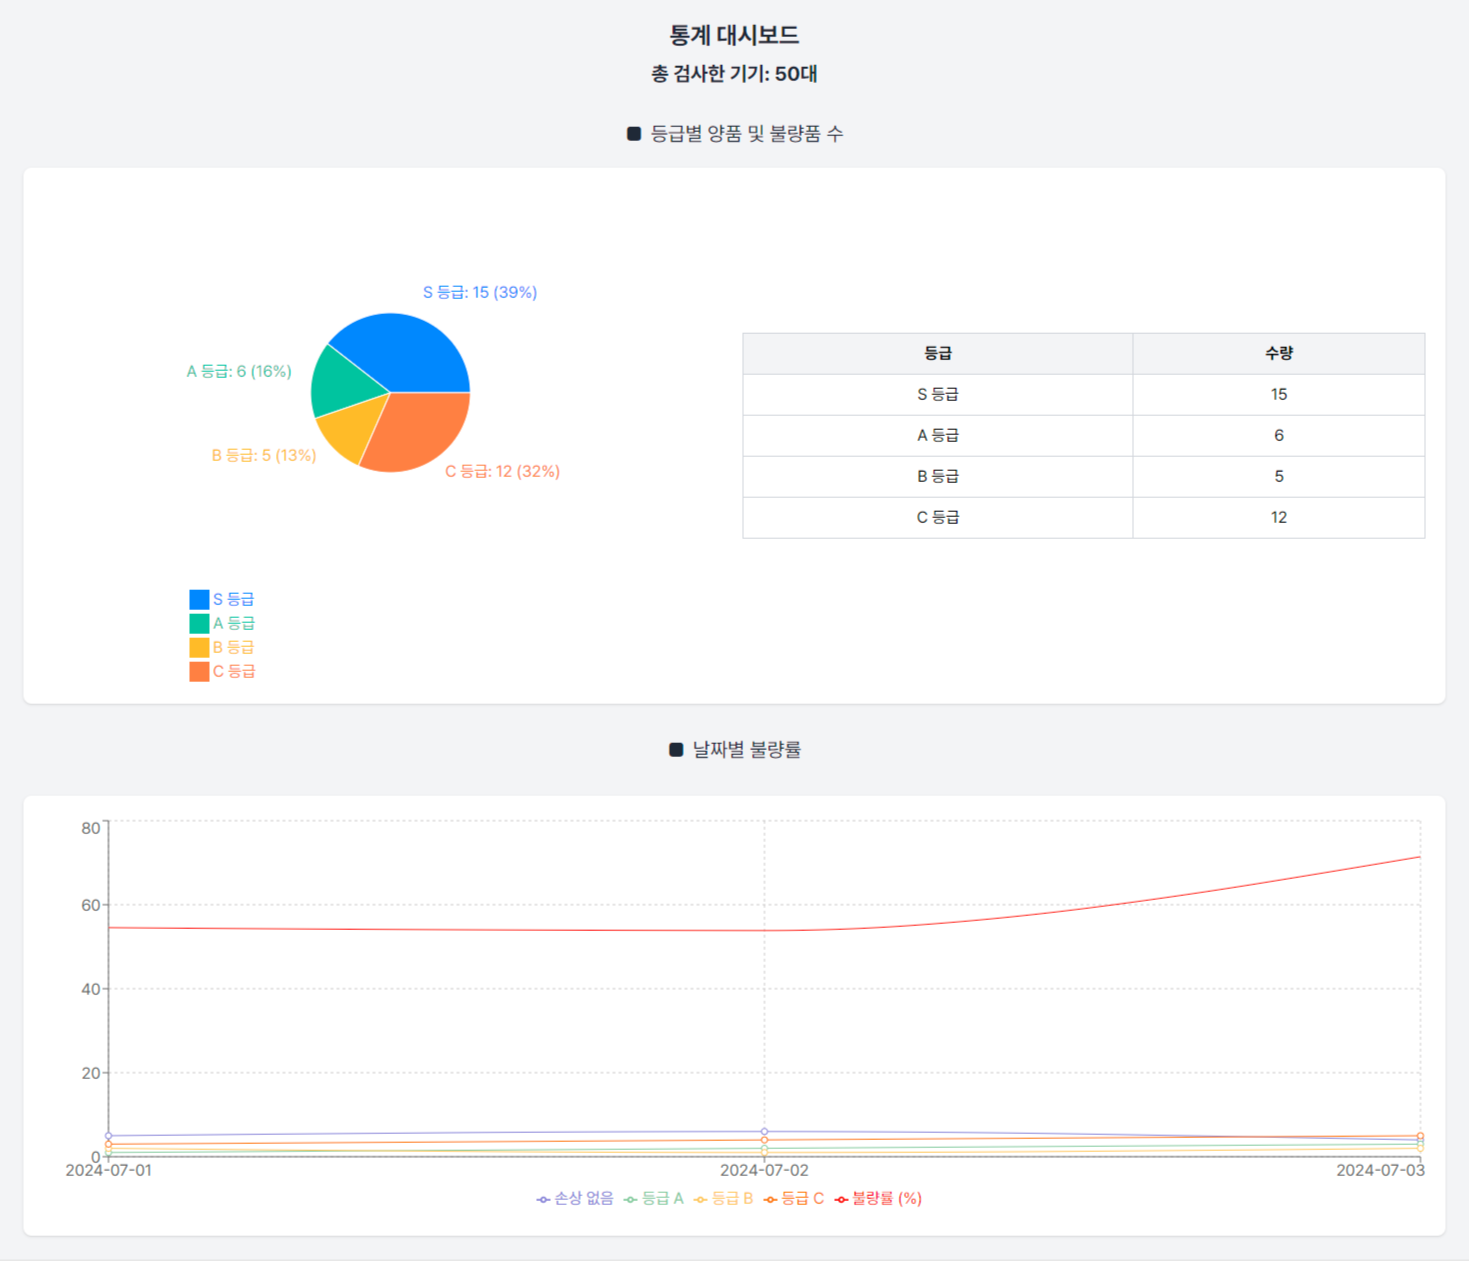 통계 대시보드
총 검사한 기기: 50대
등급별 양품 및 불량품 수
S 등급: 15 (39%)
A 등급: 6 (16%)
B 등급: 5 (13%)
C 등급: 12 (32%)
등급 수량
S 등급 15
A 등급 6
B 등급 5
C 등급 12
S 등급
A 등급
B 등급
C 등급
날짜별 불량률
80
60
40
20
0
2024-07-01 2024-07-02 2024-07-03
손상 없음 등급 A 등급 B 등급 C 불량률 (%)